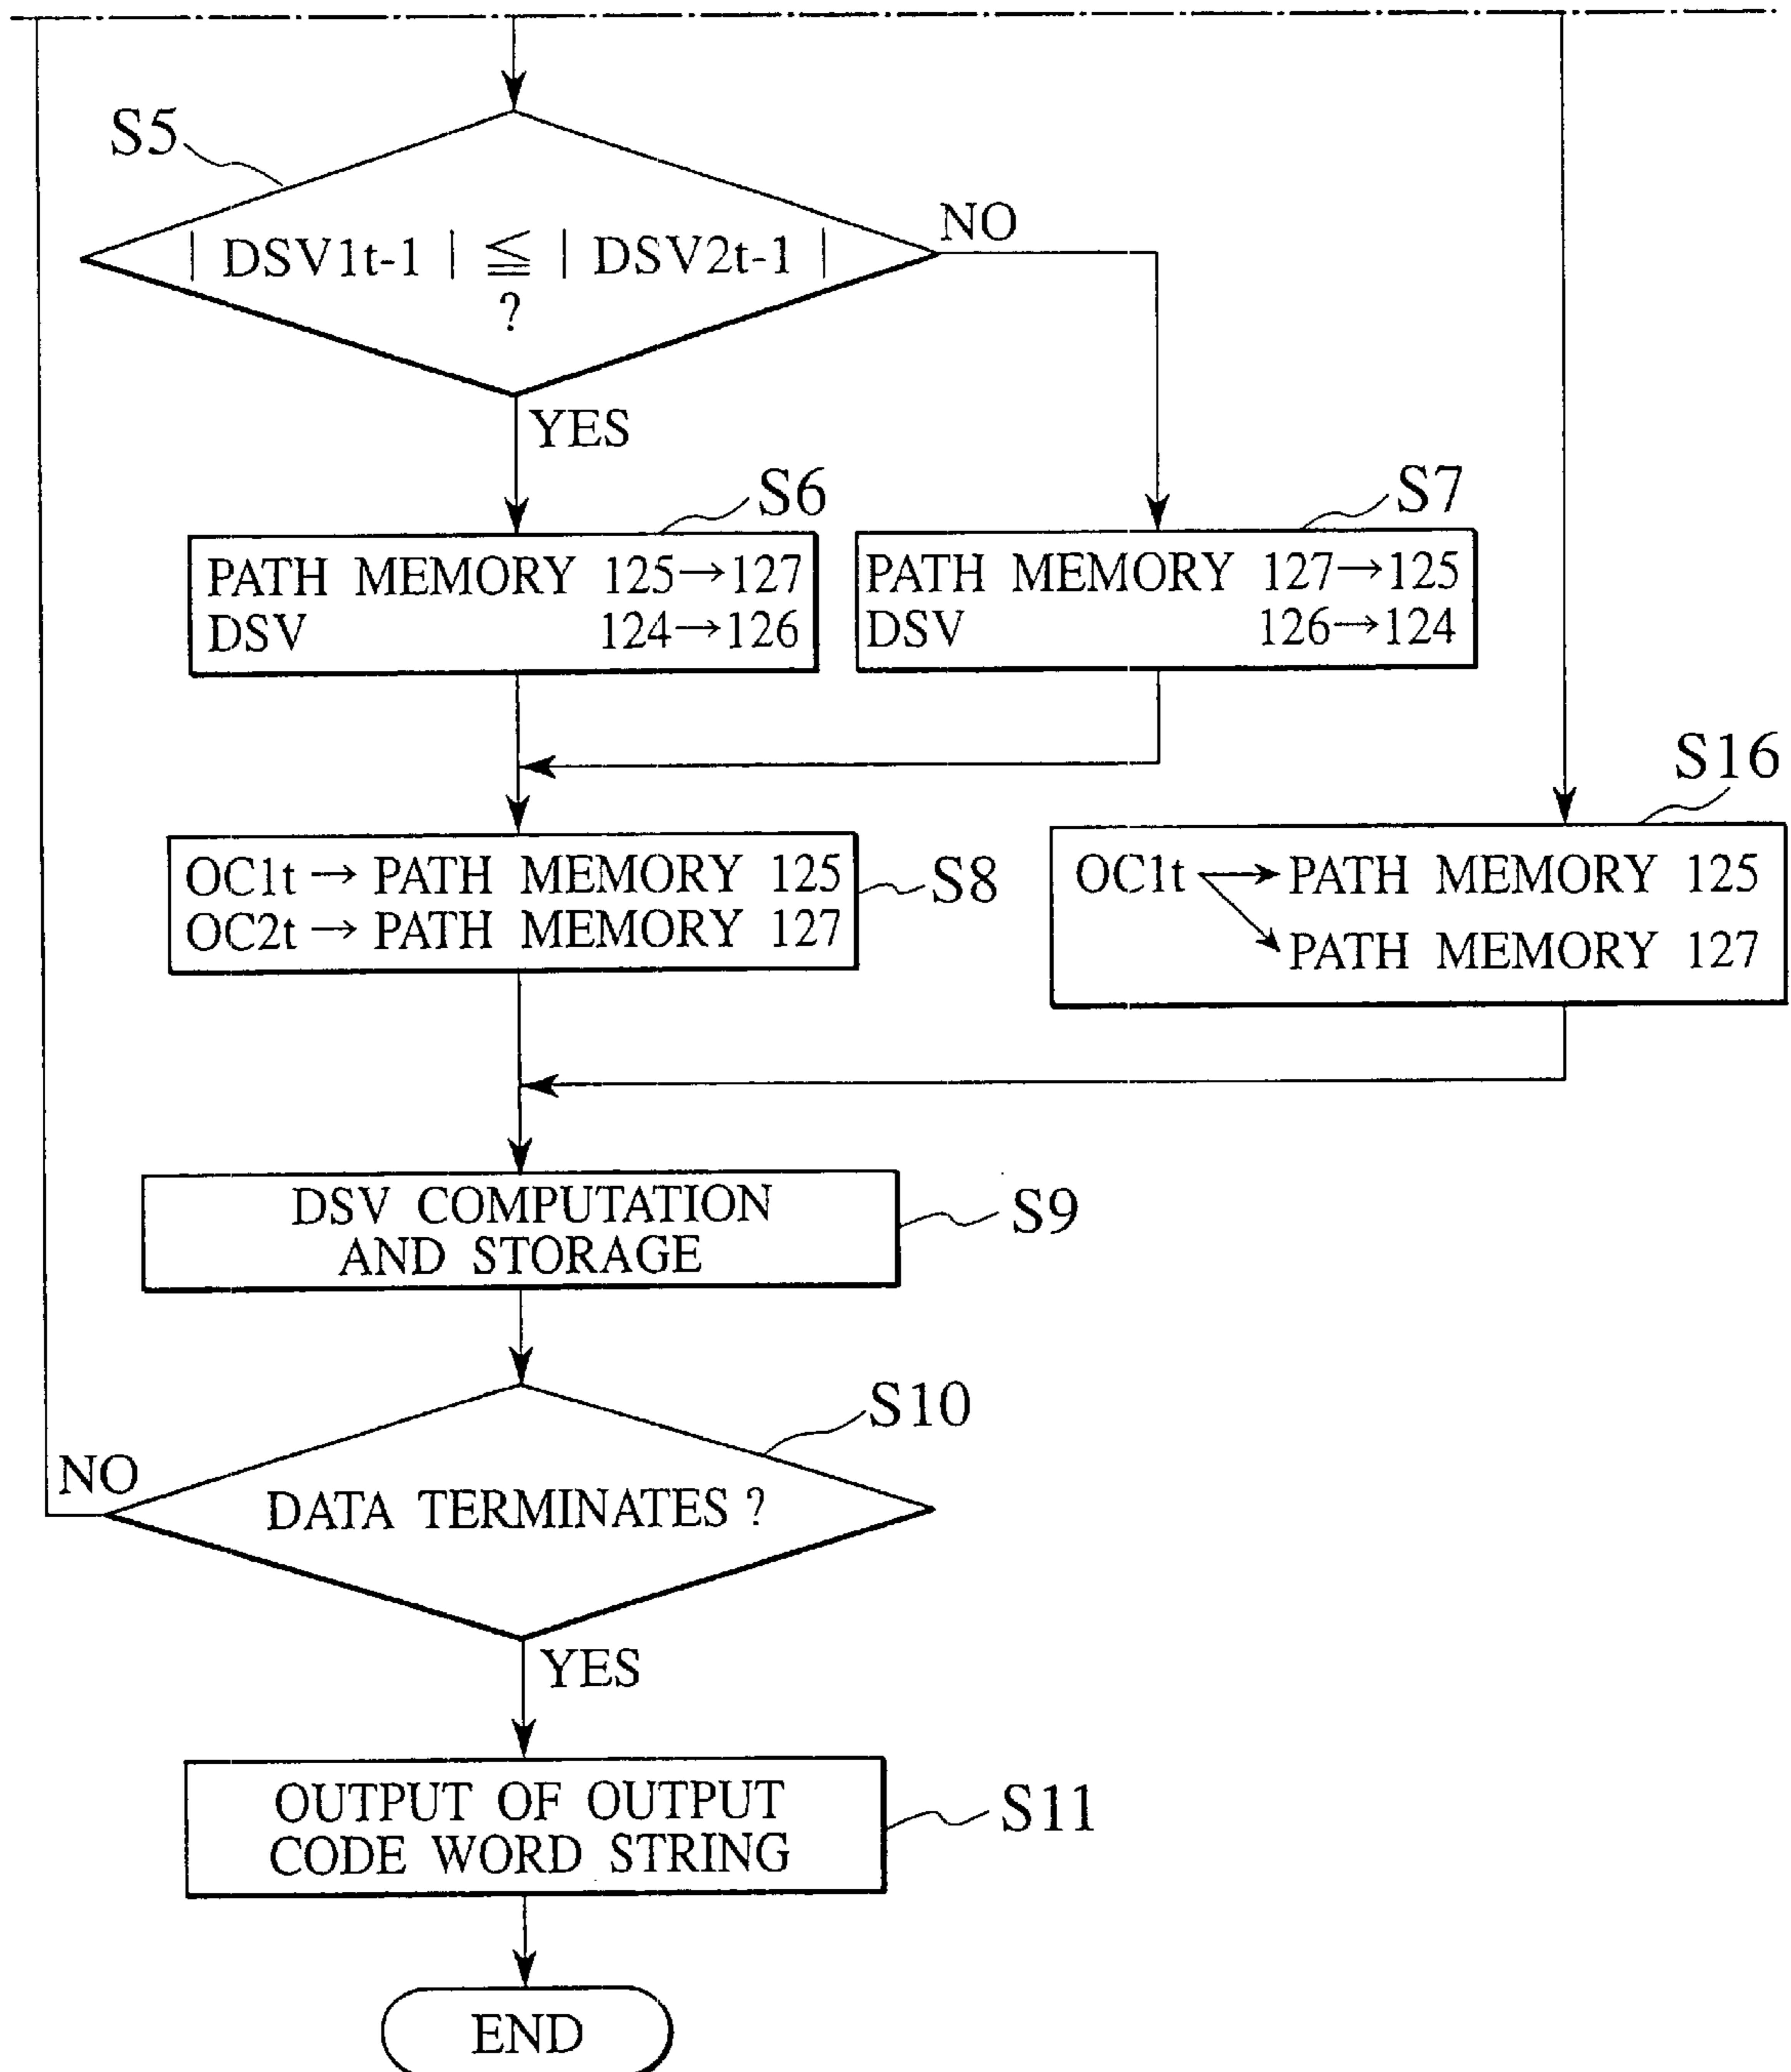 S5
| DSV1t-1 | ≦ | DSV2t-1 |
?
NO
YES
S6
PATH MEMORY 125→127
DSV 124→126
S7
PATH MEMORY 127→125
DSV 126→124
OC1t → PATH MEMORY 125
OC2t → PATH MEMORY 127
S8
S16
OC1t → PATH MEMORY 125
PATH MEMORY 127
DSV COMPUTATION
AND STORAGE
S9
S10
NO
DATA TERMINATES ?
YES
OUTPUT OF OUTPUT
CODE WORD STRING
S11
END